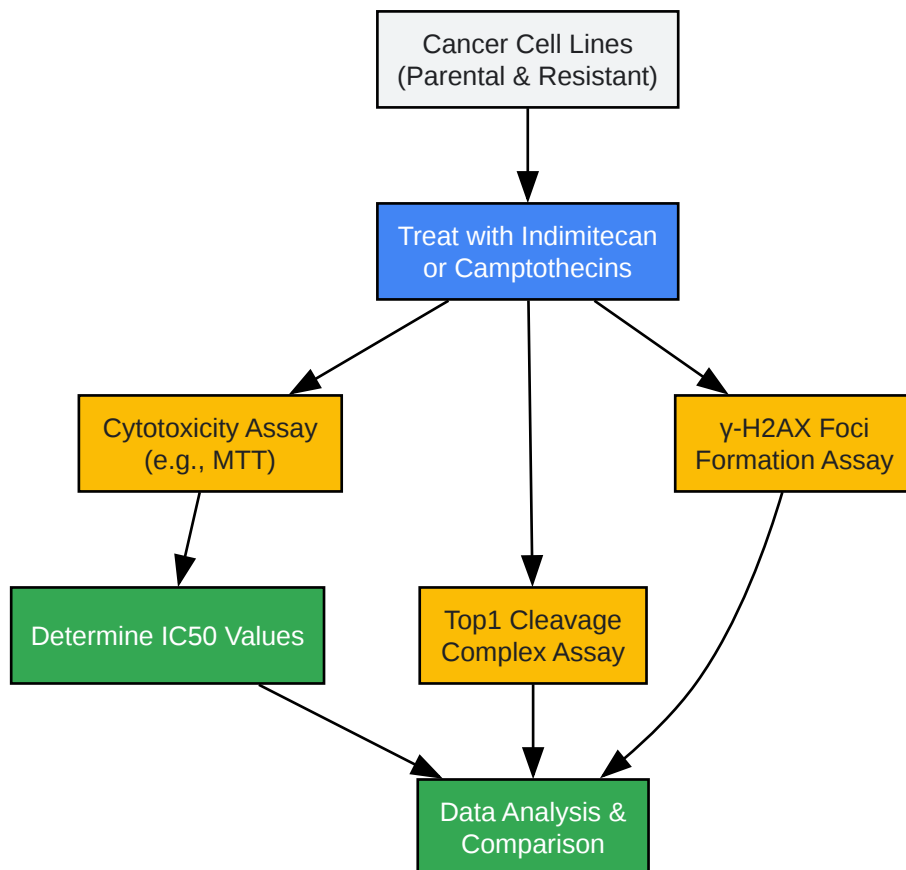 Cancer Cell Lines
(Parental & Resistant)
Treat with Indimitecan
or Camptothecins
Cytotoxicity Assay
(e.g., MTT)
γ-H2AX Foci
Formation Assay
Determine IC50 Values
Top1 Cleavage
Complex Assay
Data Analysis &
Comparison